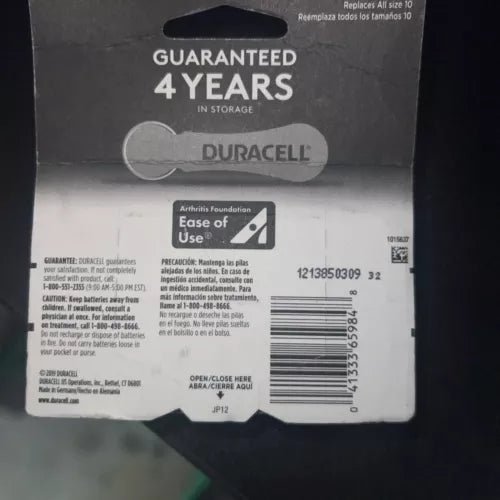 Replaces All size 10
Reemplaza todos los tamaños 10
GUARANTEED
4 YEARS
IN STORAGE
DURACELL
Arthritis Foundation
Ease of
Use®
1015637
GUARANTEE: DURACELL guarantees
your satisfaction. If not completely
satisfied with product, call:
1-800-551-2355 (9:00 AM-5:00 PM EST).
CAUTION: Keep batteries away from
children. If swallowed, consult a
physician at once. For information
on treatment, call 1-800-498-8666.
Do not recharge or dispose of batteries
in fire. Do not carry batteries loose in
your pocket or purse.
© 2019 DURACELL
DURACELL US Operations, Inc., Bethel, CT 06801
Made in Germany/Hecho en Alemania
www.duracell.com
PRECAUCIÓN: Mantenga las pilas
alejadas de los niños. En caso de
ingestión accidental, consulte con
un médico inmediatamente. Para
más información sobre tratamiento,
llame al 1-800-498-8666.
No recargue o deseche las pilas
en el fuego. No lleve pilas sueltas
en el bolsillo o en el bolso.
OPEN/CLOSE HERE
ABRA/CIERRE AQUÍ
JP12
1213850309 32
0 41333 65984 8